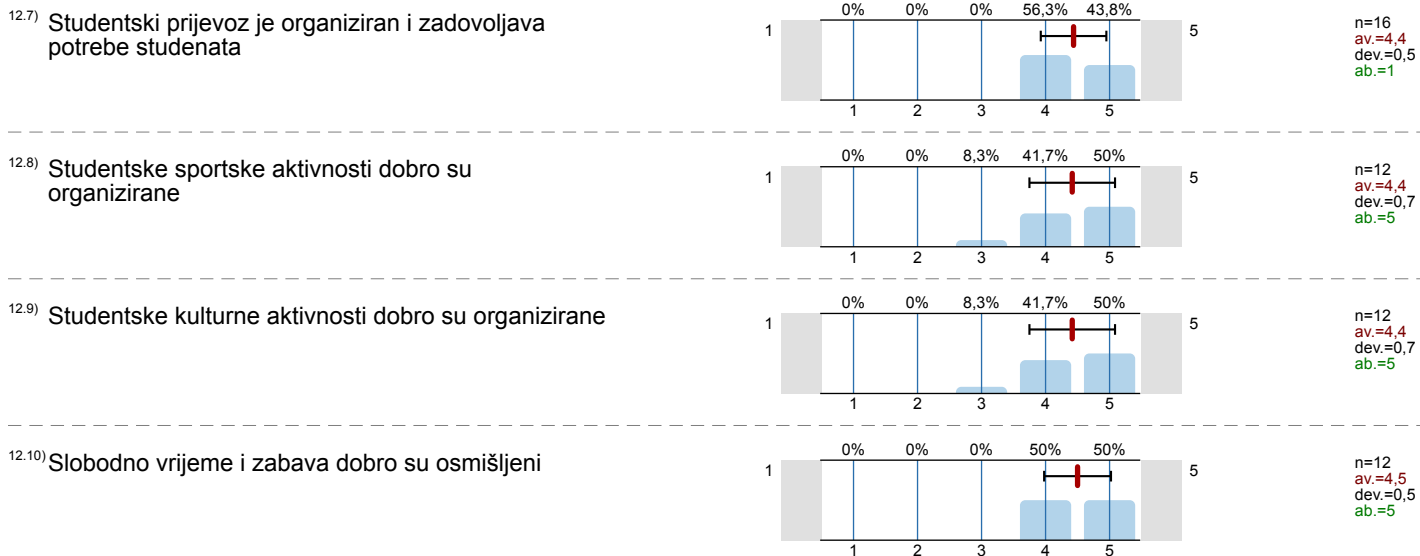 12.7) Studentski prijevoz je organiziran i zadovoljava
potrebe studenata
0% 0% 0% 56,3% 43,8%
1 5
1 2 3 4 5
n=16
av.=4,4
dev.=0,5
ab.=1
12.8) Studentske sportske aktivnosti dobro su
organizirane
0% 0% 8,3% 41,7% 50%
1 5
1 2 3 4 5
n=12
av.=4,4
dev.=0,7
ab.=5
12.9) Studentske kulturne aktivnosti dobro su organizirane
0% 0% 8,3% 41,7% 50%
1 5
1 2 3 4 5
n=12
av.=4,4
dev.=0,7
ab.=5
12.10) Slobodno vrijeme i zabava dobro su osmišljeni
0% 0% 0% 50% 50%
1 5
1 2 3 4 5
n=12
av.=4,5
dev.=0,5
ab.=5